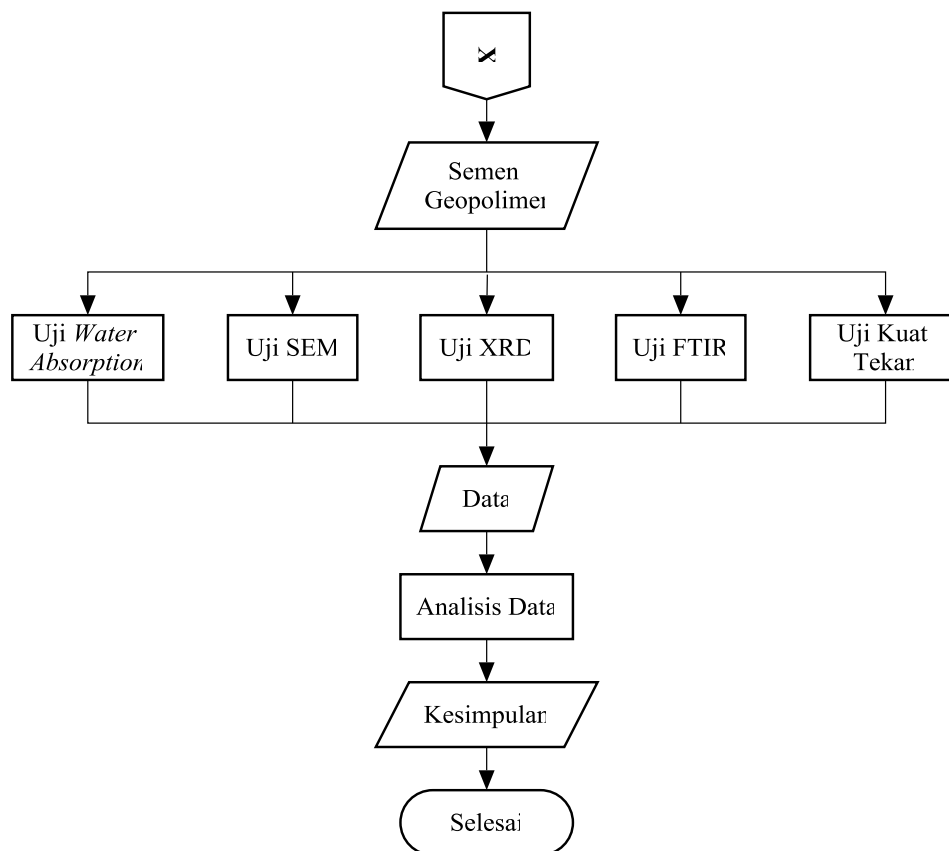 Semen
Geopolimer
Uji Water
Absorption
Uji SEM
Uji XRD
Uji FTIR
Uji Kuat
Tekan
Data
Analisis Data
Kesimpulan
Selesai